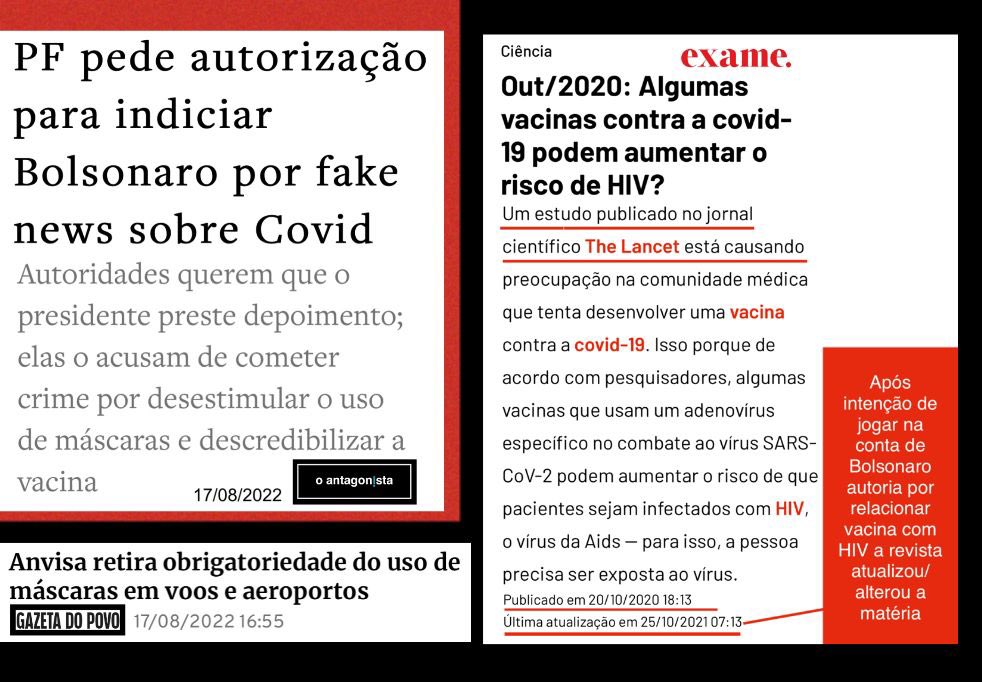 PF pede autorização
para indiciar
Bolsonaro por fake
news sobre Covid
Autoridades querem que o
presidente preste depoimento;
elas o acusam de cometer
crime por desestimular o uso
de máscaras e descredibilizar a
vacina
17/08/2022
o antagonista
Anvisa retira obrigatoriedade do uso de
máscaras em voos e aeroportos
GAZETA DO POVO 17/08/2022 16:55
Ciência
exame.
Out/2020: Algumas
vacinas contra a covid-
19 podem aumentar o
risco de HIV?
Um estudo publicado no jornal
científico The Lancet está causando
preocupação na comunidade médica
que tenta desenvolver uma vacina
contra a covid-19. Isso porque de
acordo com pesquisadores, algumas
vacinas que usam um adenovírus
específico no combate ao vírus SARS-
CoV-2 podem aumentar o risco de que
pacientes sejam infectados com HIV,
o vírus da Aids — para isso, a pessoa
precisa ser exposta ao vírus.
Publicado em 20/10/2020 18:13
Última atualização em 25/10/2021 07:13
Após
intenção de
jogar na
conta de
Bolsonaro
autoria por
relacionar
vacina com
HIV a revista
atualizou/
alterou a
matéria